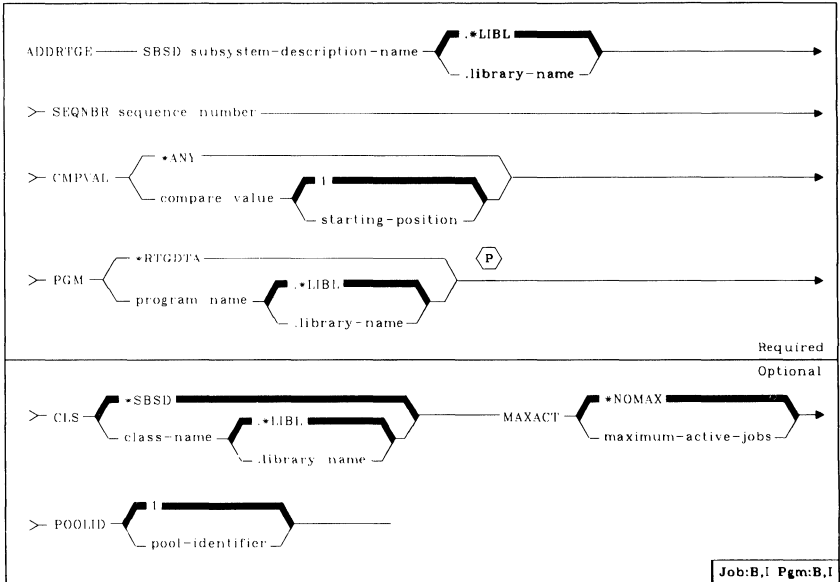 ADDRTGE SBSD subsystem-description-name .*LIBL
.library-name
SEQNBR sequence number
CMPVAL *ANY
compare value 1
starting-position
PGM *RTGDTA P
program name .*LIBL
.library-name
Required
Optional
CLS *SBSD MAXACT *NOMAX
class-name .*LIBL maximum-active-jobs
.library name
POOLID 1
pool-identifier
Job:B,I Pgm:B,I